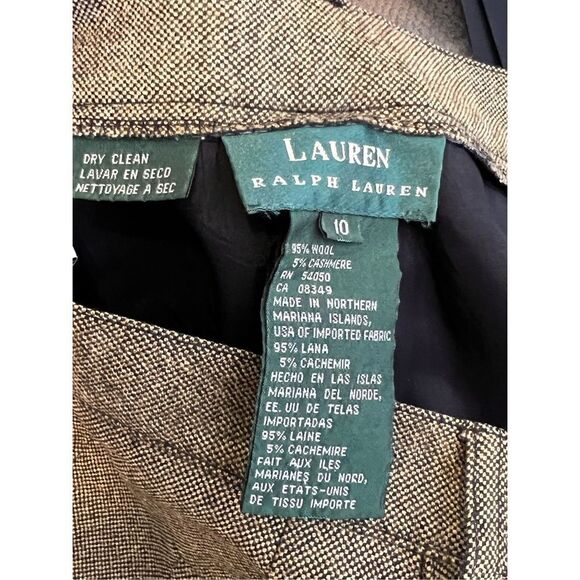 DRY CLEAN
LAVAR EN SECO
NETTOYAGE A SEC
LAUREN
RALPH LAUREN
10
95% WOOL
5% CASHMERE
RN 54050
CA 08349
MADE IN NORTHERN
MARIANA ISLANDS,
USA OF IMPORTED FABRIC
95% LANA
5% CACHEMIR
HECHO EN LAS ISLAS
MARIANA DEL NORDE,
EE. UU DE TELAS
IMPORTADAS
95% LAINE
5% CACHEMIRE
FAIT AUX ILES
MARIANES DU NORD,
AUX ETATS-UNIS
DE TISSU IMPORTE